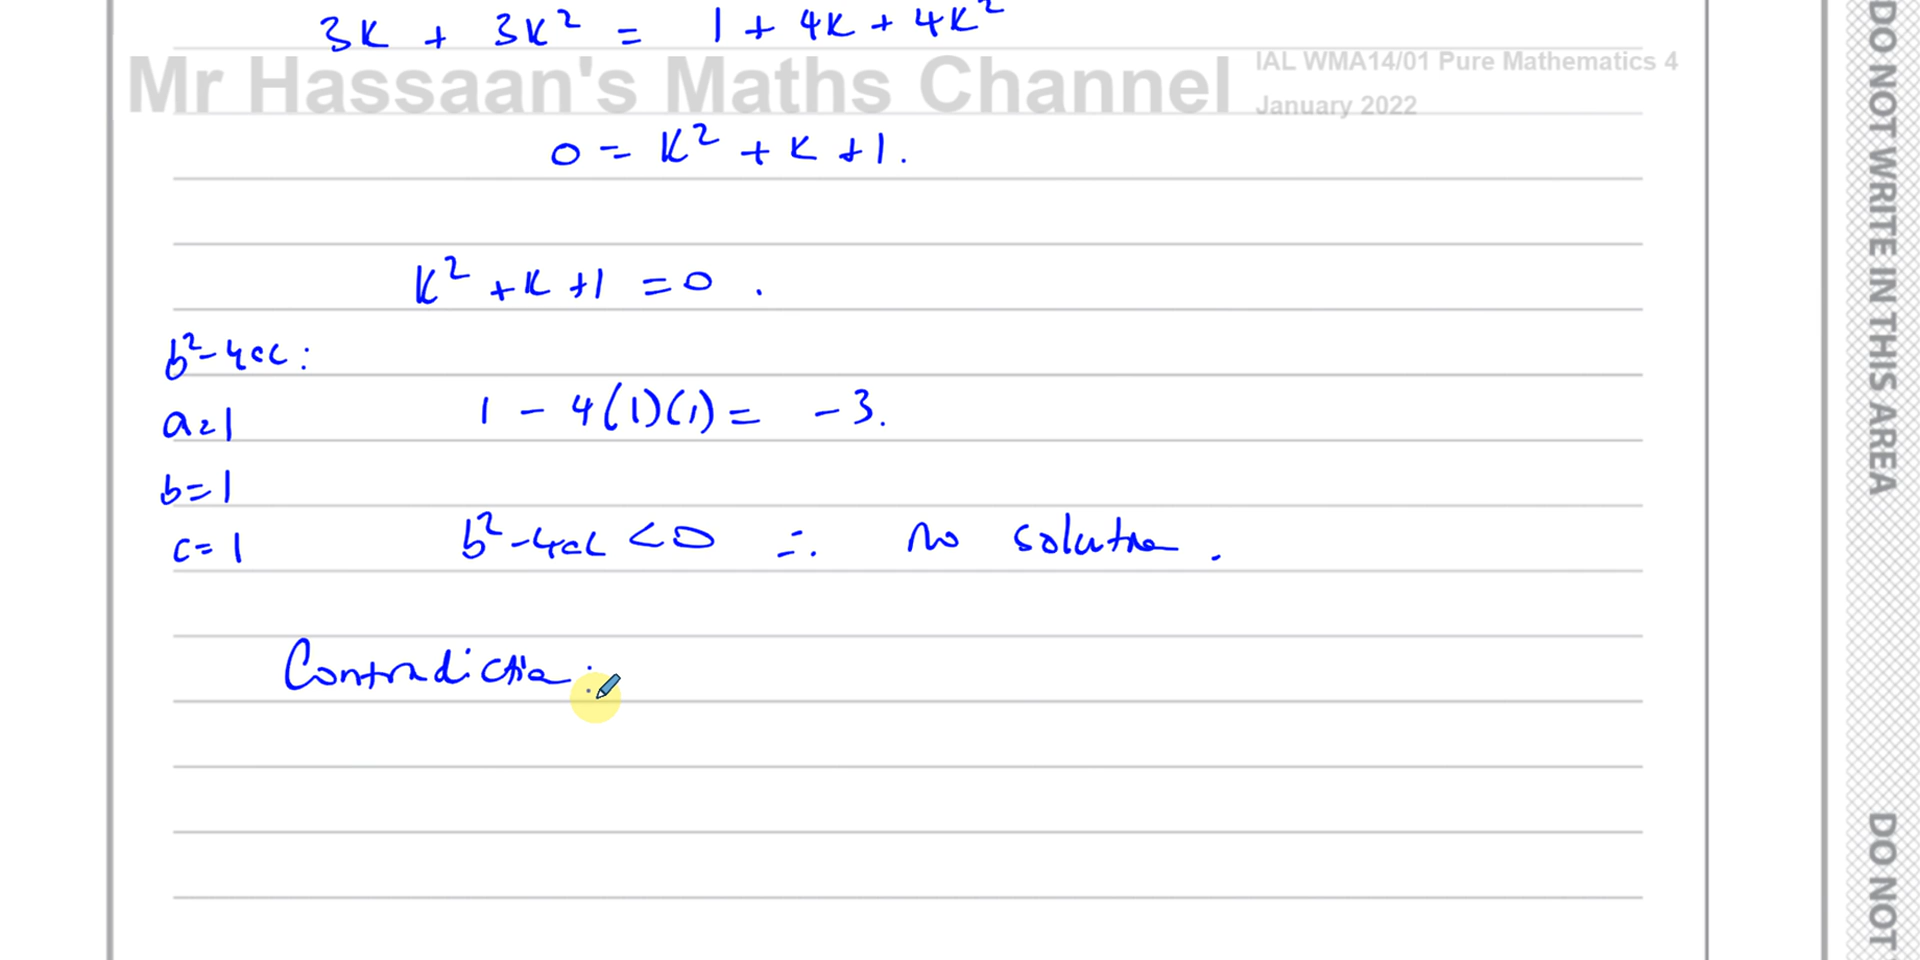 3k + 3k² = 1 + 4k + 4k²
Mr Hassaan's Maths Channel
IAL WMA14/01 Pure Mathematics 4
January 2022
0 = k² + k + 1.
k² + k + 1 = 0 .
b²-4ac :
a=1
1 - 4(1)(1) = -3.
b=1
c=1
b²-4ac < 0 ∴ no solution .
Contradiction
DO NOT WRITE IN THIS AREA
DO NOT